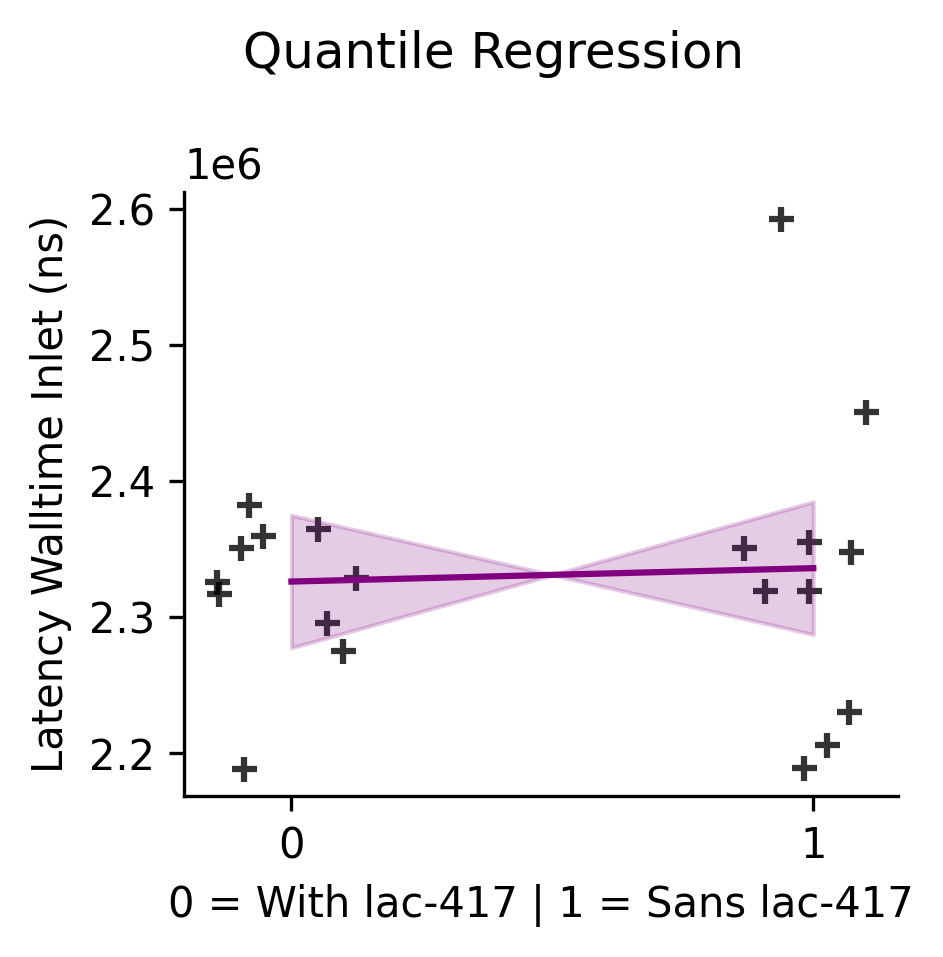 Quantile Regression
1e6
2.6
2.5
2.4
2.3
2.2
Latency Walltime Inlet (ns)
0
1
0 = With lac-417 | 1 = Sans lac-417